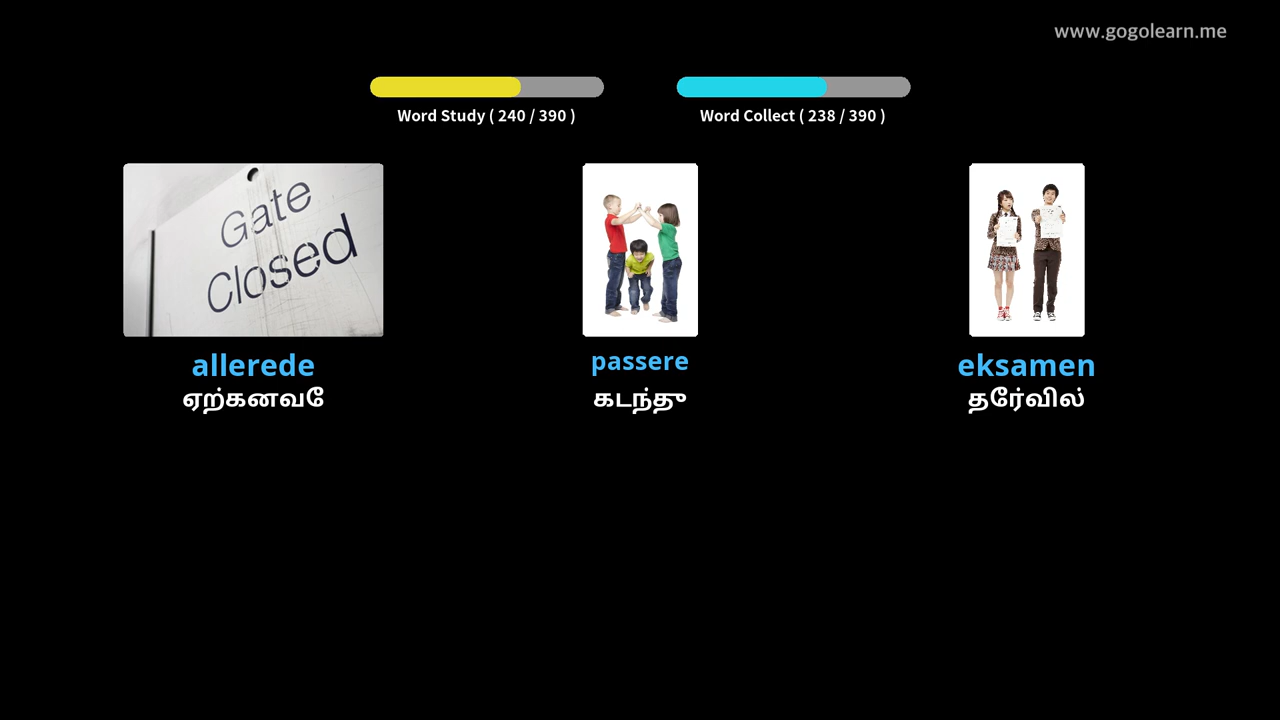 www.gogolearn.me
Word Study ( 240 / 390 )
Word Collect ( 238 / 390 )
Gate
Closed
allerede
passere
eksamen
ஏற்கனவே
கடந்து
தேர்வில்